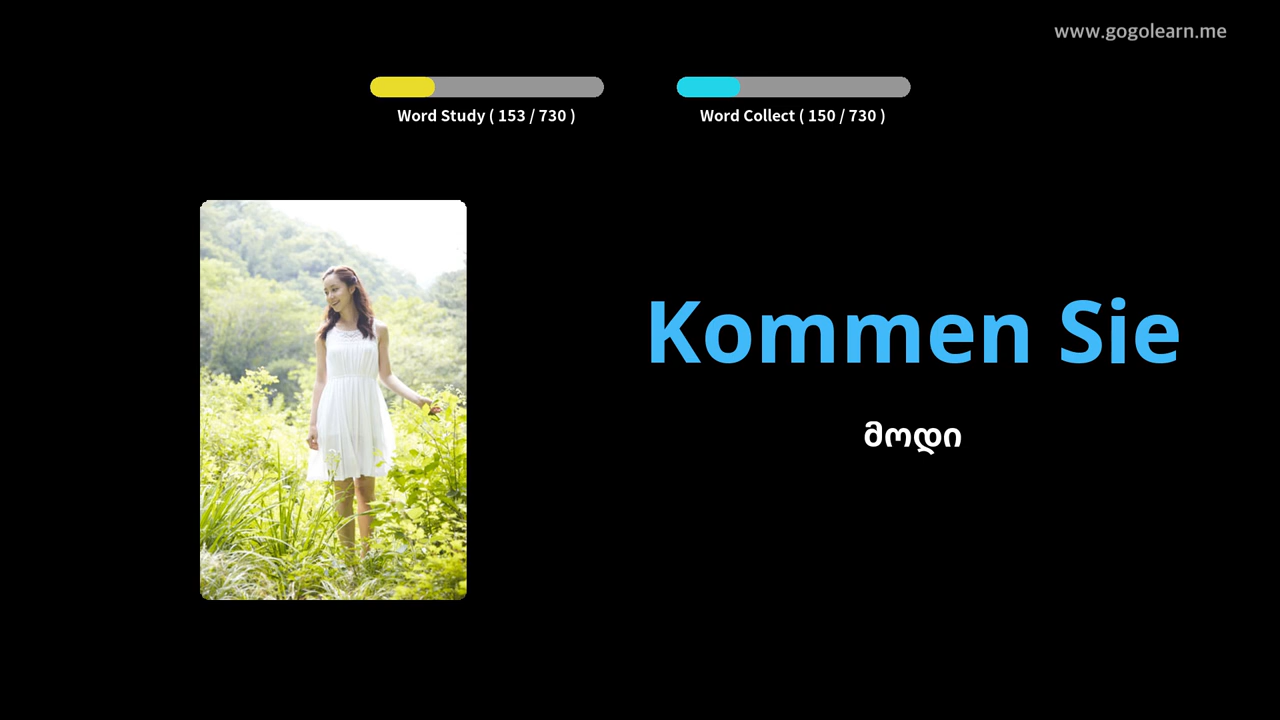 www.gogolearn.me
Word Study ( 153 / 730 )
Word Collect ( 150 / 730 )
Kommen Sie
მოდი